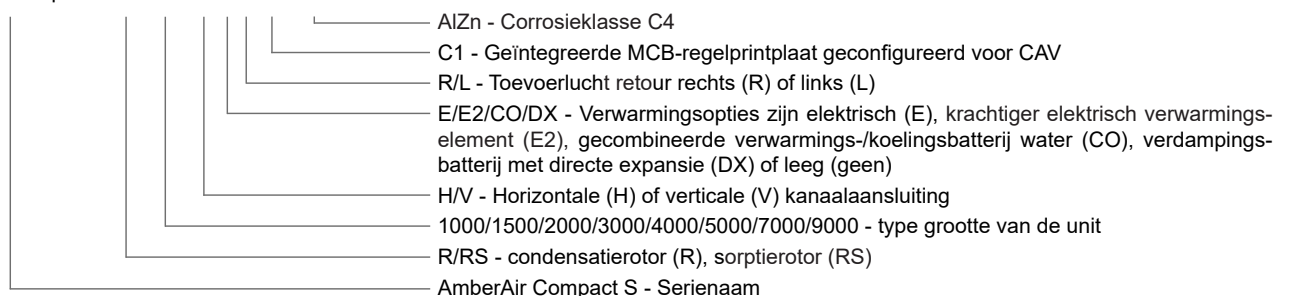 AlZn - Corrosieklasse C4
C1 - Geïntegreerde MCB-regelprintplaat geconfigureerd voor CAV
R/L - Toevoerlucht retour rechts (R) of links (L)
E/E2/CO/DX - Verwarmingsopties zijn elektrisch (E), krachtiger elektrisch verwarmings-
element (E2), gecombineerde verwarmings-/koelingsbatterij water (CO), verdampings-
batterij met directe expansie (DX) of leeg (geen)
H/V - Horizontale (H) of verticale (V) kanaalaansluiting
1000/1500/2000/3000/4000/5000/7000/9000 - type grootte van de unit
R/RS - condensatierotor (R), sorptierotor (RS)
AmberAir Compact S - Serienaam